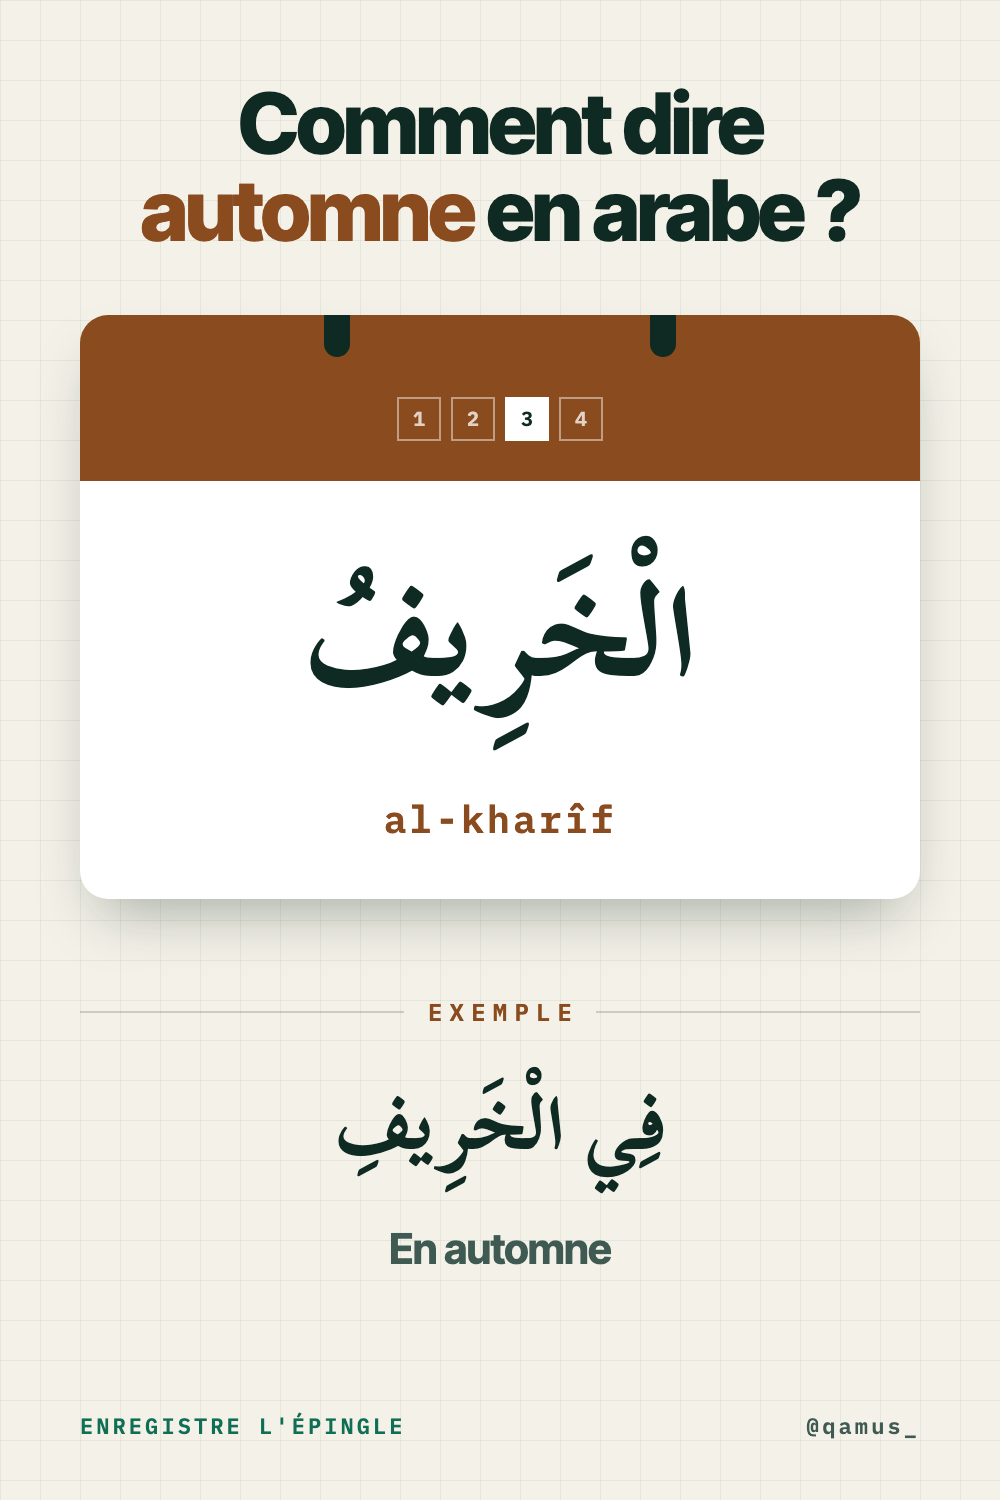 Comment dire
automne en arabe ?
1 2 3 4
الْخَرِيفُ
al-kharîf
EXEMPLE
فِي الْخَرِيفِ
En automne
ENREGISTRE L'ÉPINGLE
@qamus_